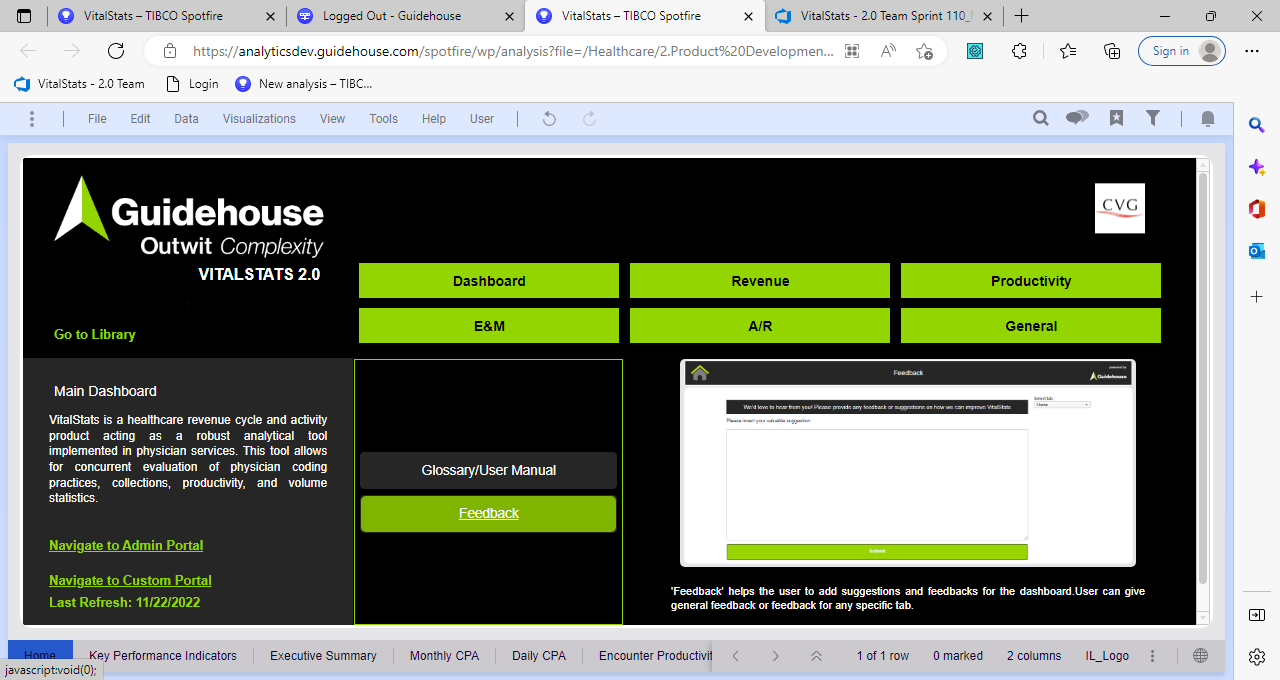 VitalStats – TIBCO Spotfire
Logged Out - Guidehouse
VitalStats – TIBCO Spotfire
VitalStats - 2.0 Team Sprint 110_
https://analyticsdev.guidehouse.com/spotfire/wp/analysis?file=/Healthcare/2.Product%20Developmen...
Sign in
VitalStats - 2.0 Team
Login
New analysis – TIBC...
File Edit Data Visualizations View Tools Help User
Guidehouse
Outwit Complexity
VITALSTATS 2.0
CVG
Dashboard Revenue Productivity
E&M A/R General
Go to Library
Main Dashboard
VitalStats is a healthcare revenue cycle and activity
product acting as a robust analytical tool
implemented in physician services. This tool allows
for concurrent evaluation of physician coding
practices, collections, productivity, and volume
statistics.
Navigate to Admin Portal
Navigate to Custom Portal
Last Refresh: 11/22/2022
Glossary/User Manual
Feedback
Feedback
powered by
Guidehouse
We'd love to hear from you! Please provide any feedback or suggestions on how we can improve VitalStats
Select tab:
Home
Please insert your valuable suggestion
Submit
'Feedback' helps the user to add suggestions and feedbacks for the dashboard.User can give
general feedback or feedback for any specific tab.
Home Key Performance Indicators Executive Summary Monthly CPA Daily CPA Encounter Productivit
1 of 1 row 0 marked 2 columns IL_Logo
javascript:void(0);